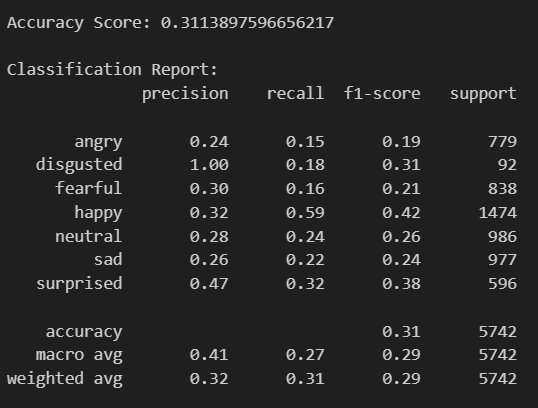 Accuracy Score: 0.3113897596656217
Classification Report:
precision recall f1-score support
angry 0.24 0.15 0.19 779
disgusted 1.00 0.18 0.31 92
fearful 0.30 0.16 0.21 838
happy 0.32 0.59 0.42 1474
neutral 0.28 0.24 0.26 986
sad 0.26 0.22 0.24 977
surprised 0.47 0.32 0.38 596
accuracy 0.31 5742
macro avg 0.41 0.27 0.29 5742
weighted avg 0.32 0.31 0.29 5742